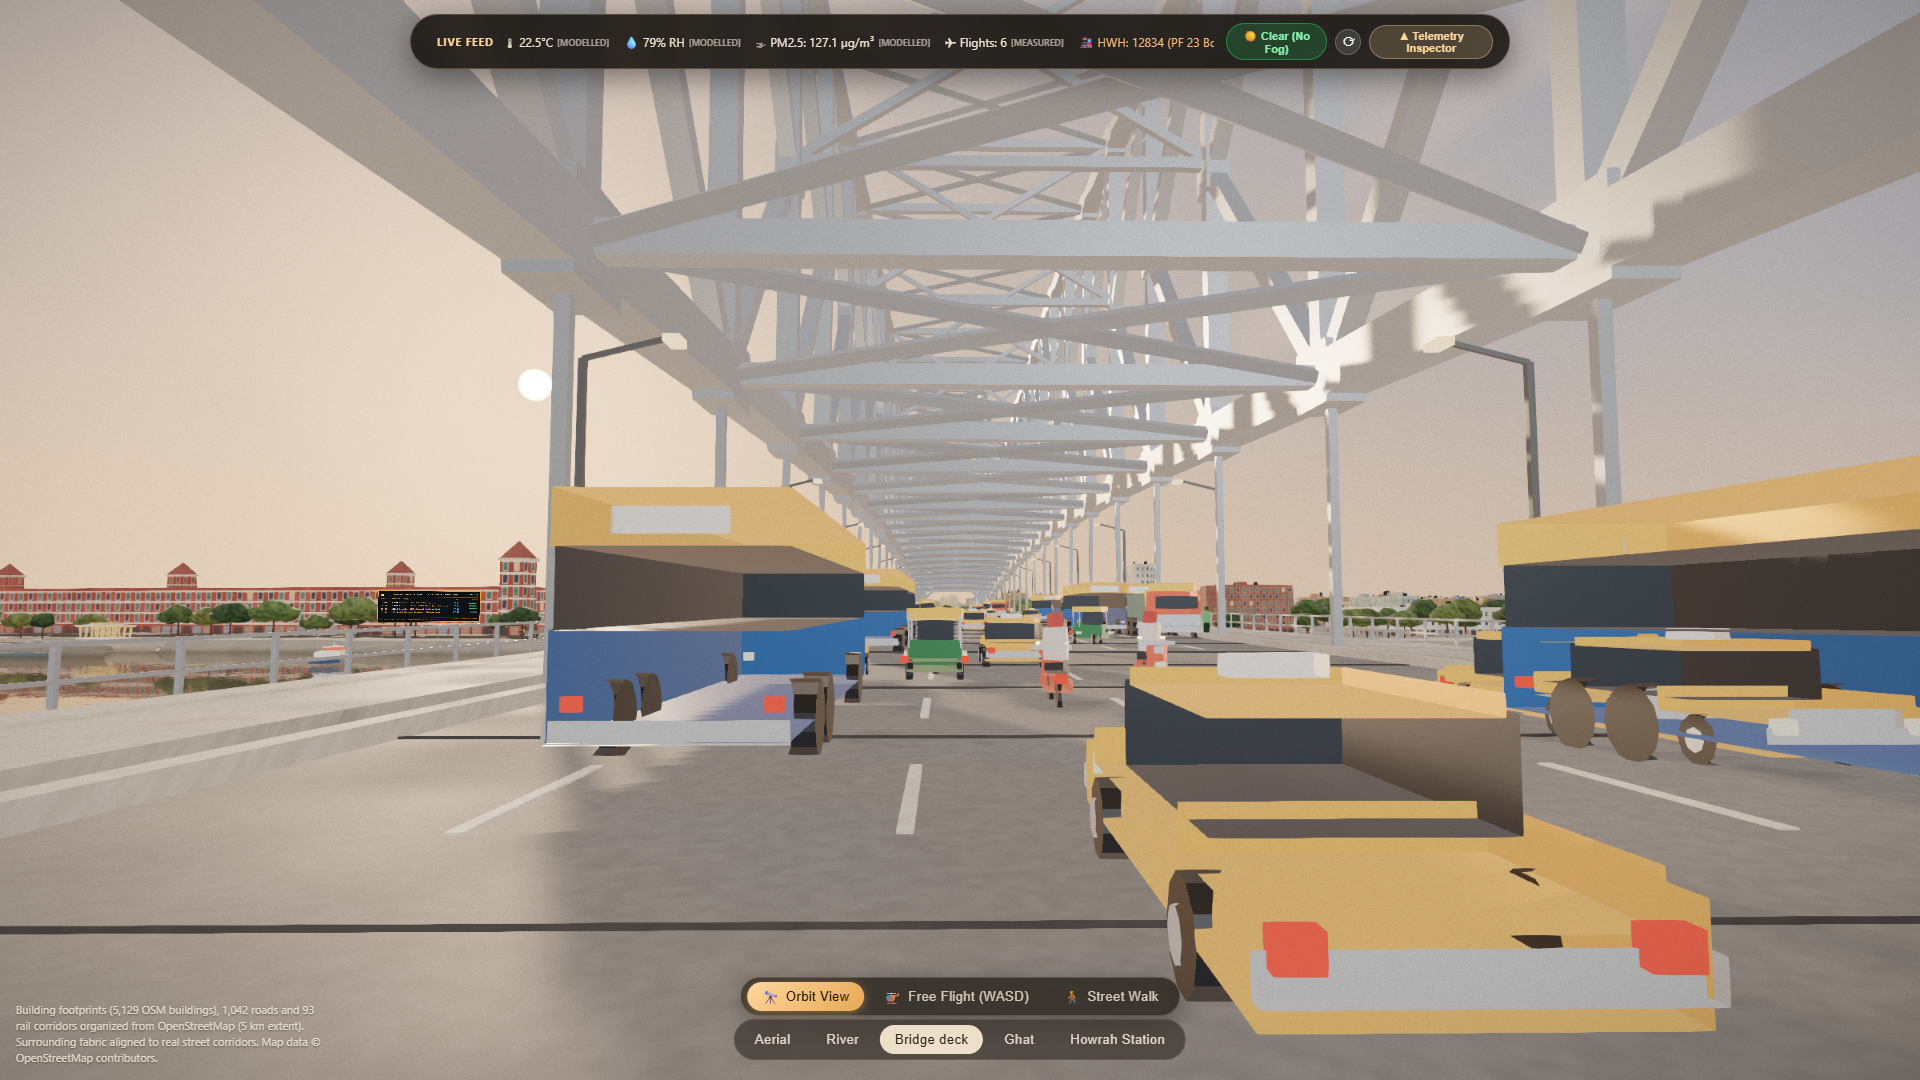 LIVE FEED 22.5°C [MODELLED] 79% RH [MODELLED] PM2.5: 127.1 µg/m³ [MODELLED] Flights: 6 [MEASURED] HWH: 12834 (PF 23 Bc
Clear (No
Fog)
Telemetry
Inspector
Orbit View
Free Flight (WASD)
Street Walk
Aerial
River
Bridge deck
Ghat
Howrah Station
Building footprints (5,129 OSM buildings), 1,042 roads and 93
rail corridors organized from OpenStreetMap (5 km extent).
Surrounding fabric aligned to real street corridors. Map data ©
OpenStreetMap contributors.